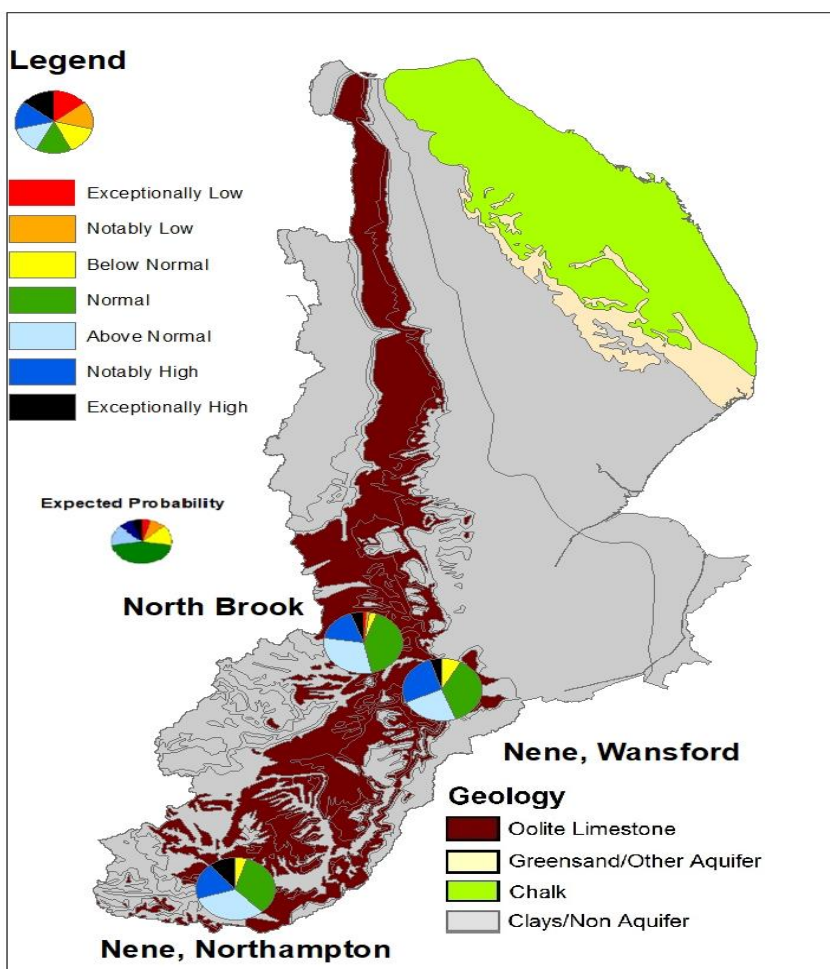 Legend
Exceptionally Low
Notably Low
Below Normal
Normal
Above Normal
Notably High
Exceptionally High
Expected Probability
North Brook
Nene, Wansford
Geology
Oolite Limestone
Greensand/Other Aquifer
Chalk
Clays/Non Aquifer
Nene, Northampton